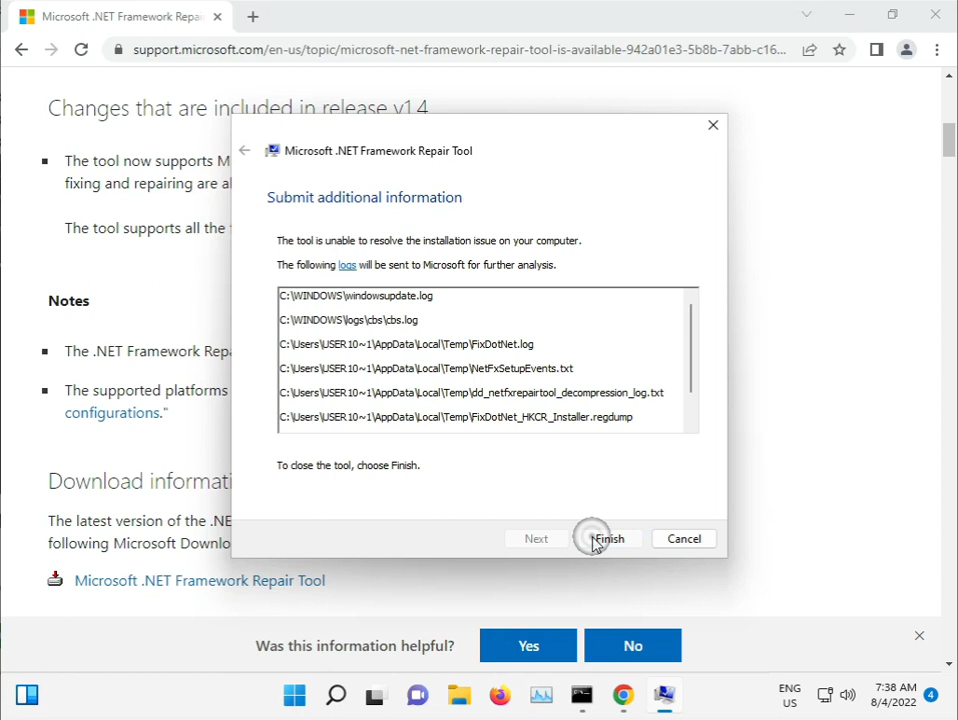 Microsoft .NET Framework Repa
support.microsoft.com/en-us/topic/microsoft-net-framework-repair-tool-is-available-942a01e3-5b8b-7abb-c16...
Changes that are included in release v1.4
The tool now supports M
fixing and repairing are al
The tool supports all the
Notes
The .NET Framework Repa
The supported platforms
configurations."
Download informati
The latest version of the .NE
following Microsoft Downlo
Microsoft .NET Framework Repair Tool
Microsoft .NET Framework Repair Tool
Submit additional information
The tool is unable to resolve the installation issue on your computer.
The following logs will be sent to Microsoft for further analysis.
C:\WINDOWS\windowsupdate.log
C:\WINDOWS\logs\cbs\cbs.log
C:\Users\USER10~1\AppData\Local\Temp\FixDotNet.log
C:\Users\USER10~1\AppData\Local\Temp\NetFxSetupEvents.txt
C:\Users\USER10~1\AppData\Local\Temp\dd_netfxrepairtool_decompression_log.txt
C:\Users\USER10~1\AppData\Local\Temp\FixDotNet_HKCR_Installer.regdump
To close the tool, choose Finish.
Next Finish Cancel
Was this information helpful? Yes No
ENG 7:38 AM
US 8/4/2022 4